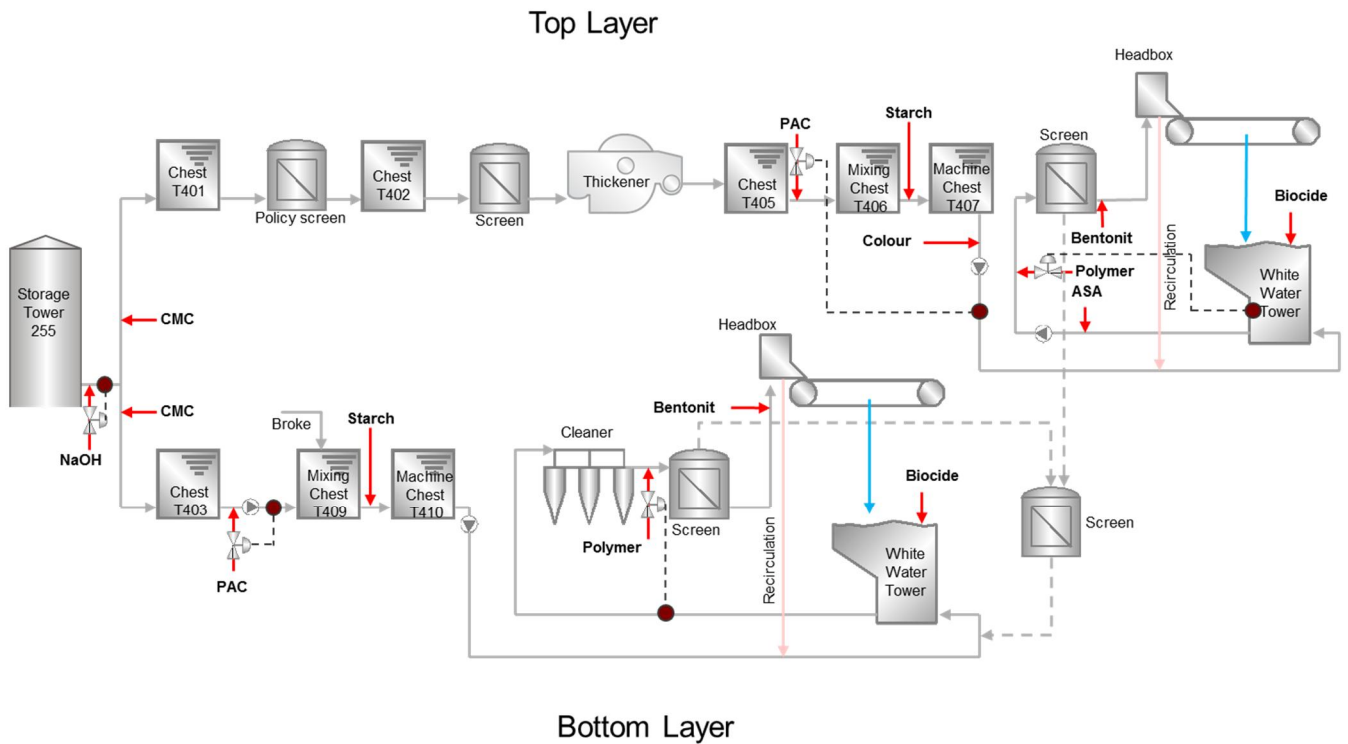 Top Layer
Headbox
PAC
Starch
Screen
Chest
T401
Policy screen
Chest
T402
Screen
Thickener
Chest
T405
Mixing
Chest
T406
Machine
Chest
T407
Colour
Bentonit
Biocide
Recirculation
Polymer
ASA
White
Water
Tower
Storage
Tower
255
CMC
CMC
NaOH
Headbox
Broke
Starch
Bentonit
Cleaner
Chest
T403
Mixing
Chest
T409
Machine
Chest
T410
PAC
Polymer
Screen
Recirculation
Biocide
White
Water
Tower
Screen
Bottom Layer